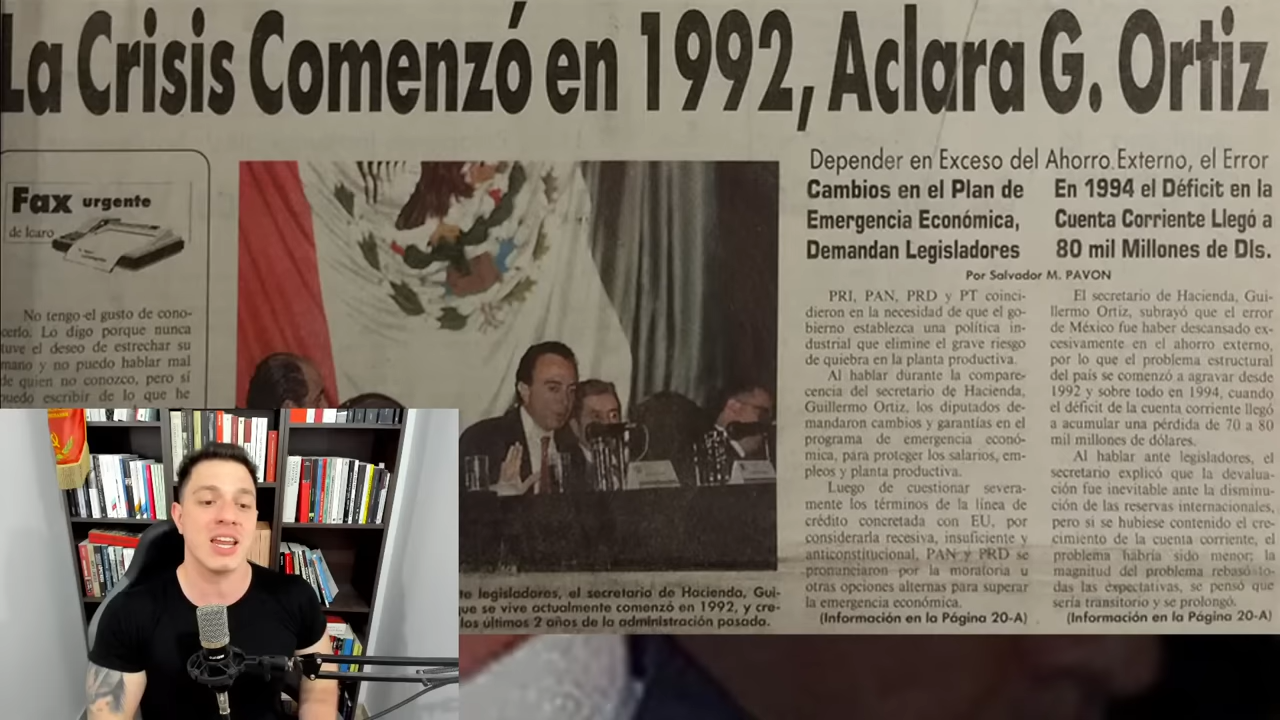 La Crisis Comenzó en 1992, Aclara G. Ortiz
Fax urgente
de Icaro
No tengo el gusto de cono-
cerlo. Lo digo porque nunca
tuve el deseo de estrechar su
mano y no puedo hablar mal
de quien no conozco, pero sí
puedo escribir de lo que he
te legisladores, el secretario de Hacienda, Gui-
que se vive actualmente comenzó en 1992, y cre-
los últimos 2 años de la administración pasada.
Depender en Exceso del Ahorro Externo, el Error
Cambios en el Plan de
Emergencia Económica,
Demandan Legisladores
En 1994 el Déficit en la
Cuenta Corriente Llegó a
80 mil Millones de Dls.
Por Salvador M. PAVON
PRI, PAN, PRD y PT coinci-
dieron en la necesidad de que el go-
bierno establezca una política in-
dustrial que elimine el grave riesgo
de quiebra en la planta productiva.
Al hablar durante la compare-
cencia del secretario de Hacienda,
Guillermo Ortiz, los diputados de-
mandaron cambios y garantías en el
programa de emergencia econó-
mica, para proteger los salarios, em-
pleos y planta productiva.
Luego de cuestionar severa-
mente los términos de la línea de
crédito concretada con EU, por
considerarla recesiva, insuficiente y
anticonstitucional, PAN y PRD se
pronunciaron por la moratoria u
otras opciones alternas para superar
la emergencia económica.
(Información en la Página 20-A)
El secretario de Hacienda, Gui-
llermo Ortiz, subrayó que el error
de México fue haber descansado ex-
cesivamente en el ahorro externo,
por lo que el problema estructural
del país se comenzó a agravar desde
1992 y sobre todo en 1994, cuando
el déficit de la cuenta corriente llegó
a acumular una pérdida de 70 a 80
mil millones de dólares.
Al hablar ante legisladores, el
secretario explicó que la devalua-
ción fue inevitable ante la disminu-
ción de las reservas internacionales,
pero si se hubiese contenido el cre-
cimiento de la cuenta corriente, el
problema habría sido menor; la
magnitud del problema rebasó to-
das las expectativas, se pensó que
sería transitorio y se prolongó.
(Información en la Página 20-A)